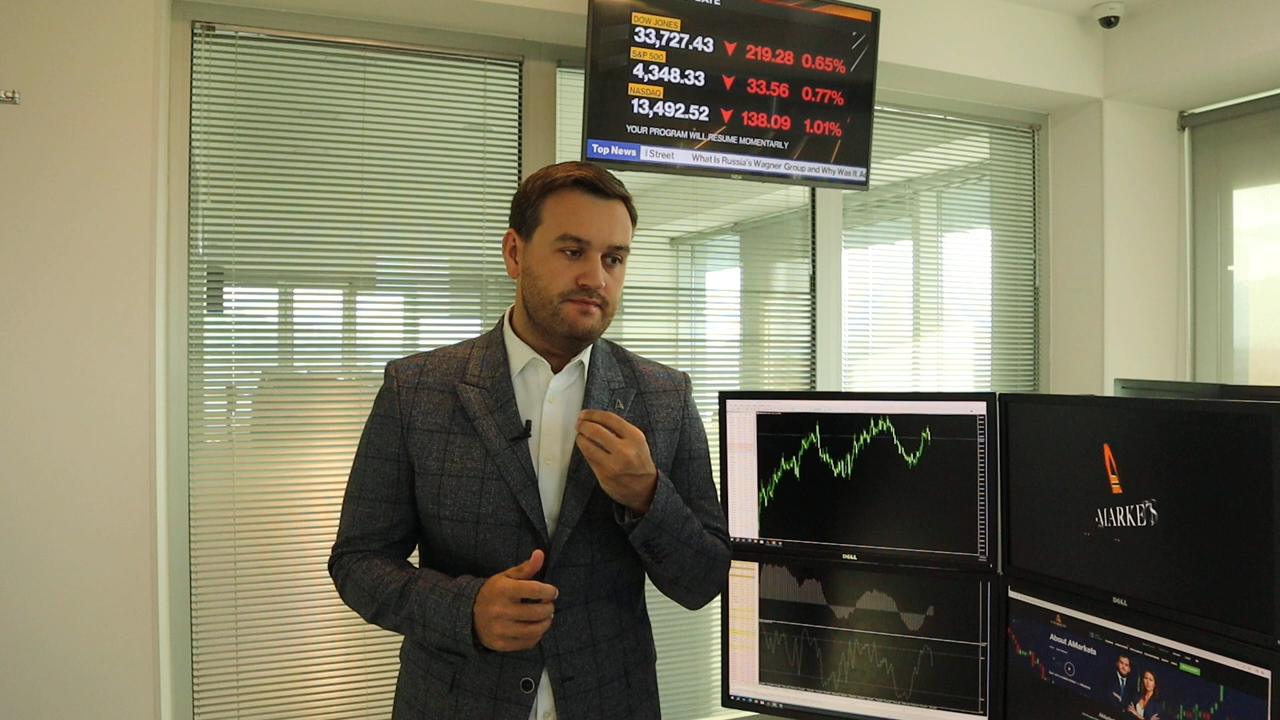 DOW JONES
33,727.43 219.28 0.65%
S&P 500
4,348.33 33.56 0.77%
NASDAQ
13,492.52 138.09 1.01%
YOUR PROGRAM WILL RESUME MOMENTARILY
Top News Street What Is Russia's Wagner Group and Why Was It
DELL
DELL
About AMarkets